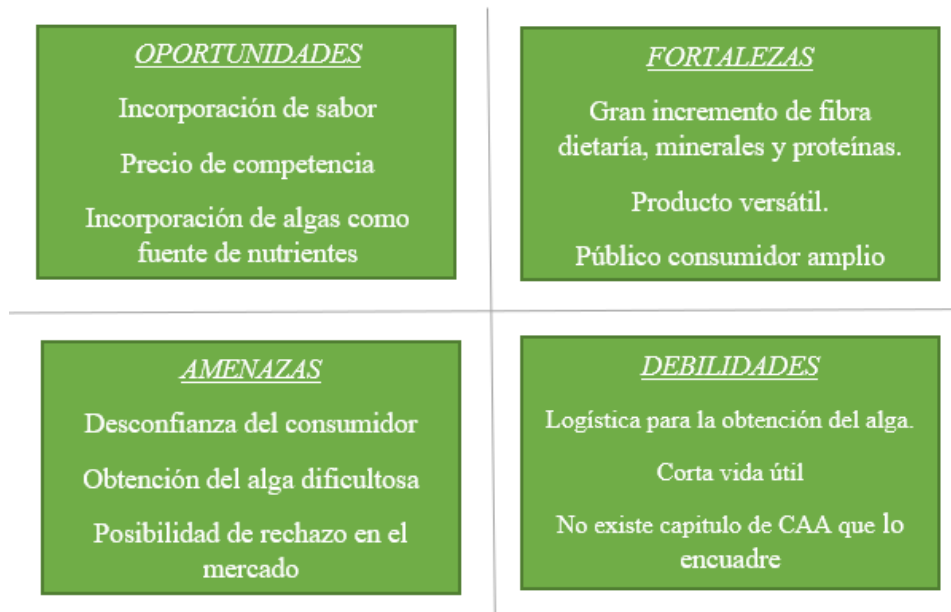 OPORTUNIDADES
Incorporación de sabor
Precio de competencia
Incorporación de algas como
fuente de nutrientes
FORTALEZAS
Gran incremento de fibra
dietaría, minerales y proteínas.
Producto versátil.
Público consumidor amplio
AMENAZAS
Desconfianza del consumidor
Obtención del alga dificultosa
Posibilidad de rechazo en el
mercado
DEBILIDADES
Logística para la obtención del alga.
Corta vida útil
No existe capitulo de CAA que lo
encuadre